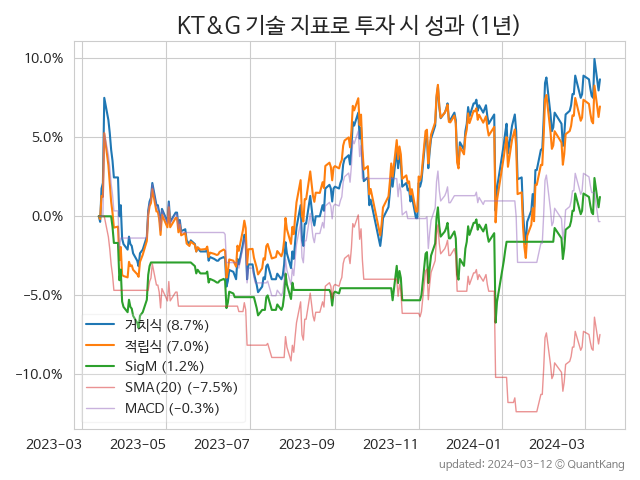 KT&G 기술 지표로 투자 시 성과 (1년)
10.0%
5.0%
0.0%
−5.0%
−10.0%
거치식 (8.7%)
적립식 (7.0%)
SigM (1.2%)
SMA(20) (−7.5%)
MACD (−0.3%)
2023-03 2023-05 2023-07 2023-09 2023-11 2024-01 2024-03
updated: 2024-03-12 © QuantKang